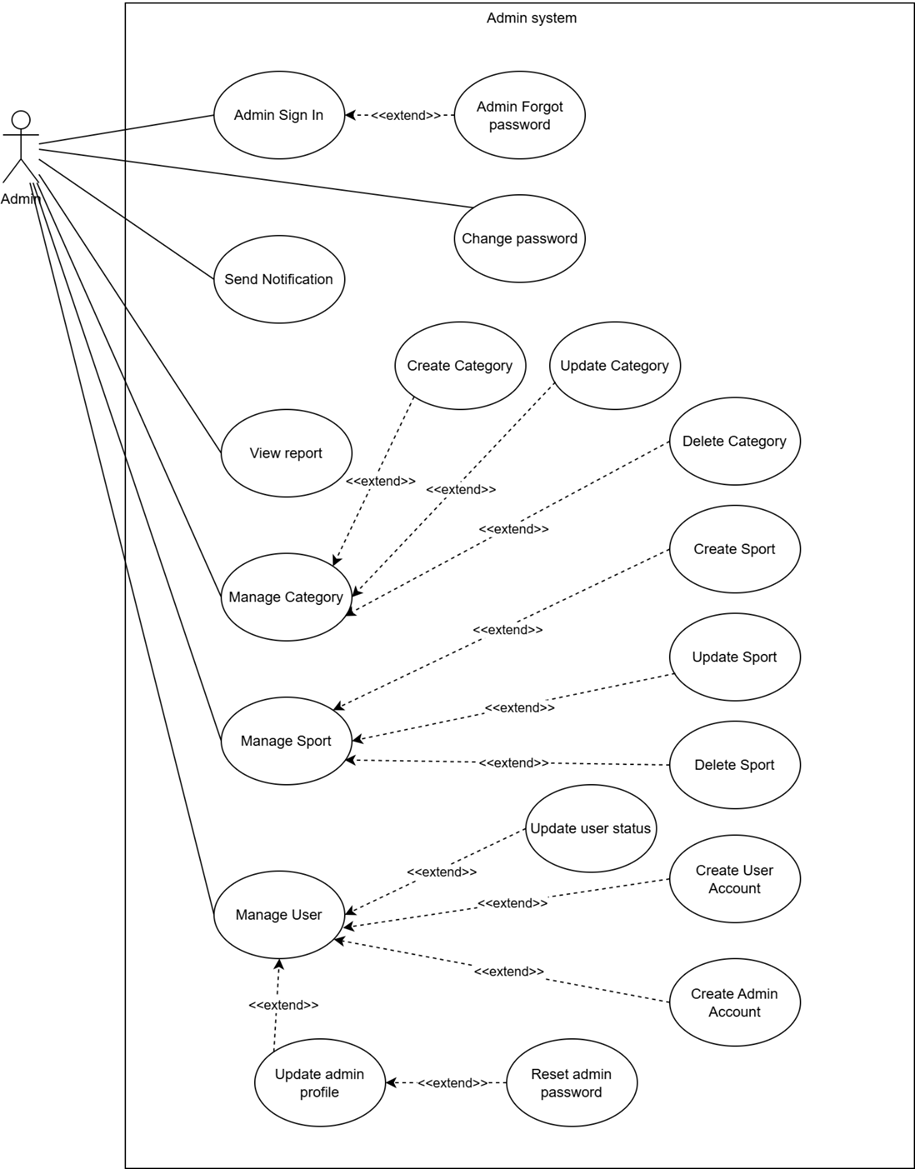 Admin system
Admin Sign In
<<extend>>
Admin Forgot
password
Admin
Change password
Send Notification
Create Category
Update Category
Delete Category
View report
<<extend>>
<<extend>>
<<extend>>
Create Sport
Manage Category
<<extend>>
Update Sport
<<extend>>
Manage Sport
<<extend>>
Delete Sport
Update user status
<<extend>>
Create User
Account
<<extend>>
Manage User
<<extend>>
Create Admin
Account
<<extend>>
Update admin
profile
<<extend>>
Reset admin
password